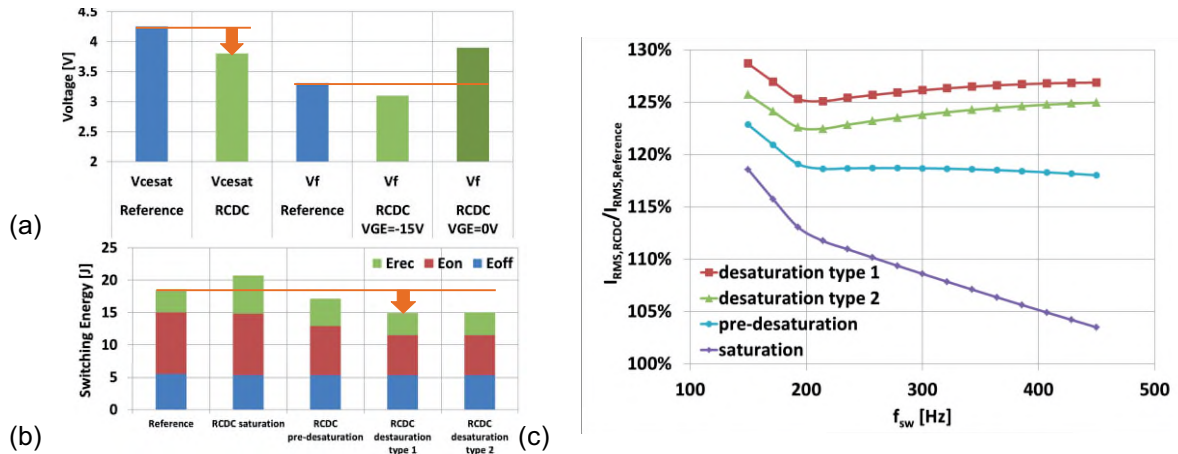 4.5
4
3.5
3
2.5
2
Voltage [V]
Vcesat
Vcesat
Vf
Vf
Vf
Reference
RCDC
Reference
RCDC
VGE=-15V
RCDC
VGE=0V
(a)
25
20
15
10
5
0
Switching Energy [J]
Erec
Eon
Eoff
Reference
RCDC saturation
RCDC
pre-desaturation
RCDC
destauration
type 1
RCDC
desaturation
type 2
(b)
130%
125%
120%
115%
110%
105%
100%
I RMS,RCDC/I RMS,Reference
desaturation type 1
desaturation type 2
pre-desaturation
saturation
100
200
300
400
500
fsw [Hz]
(c)